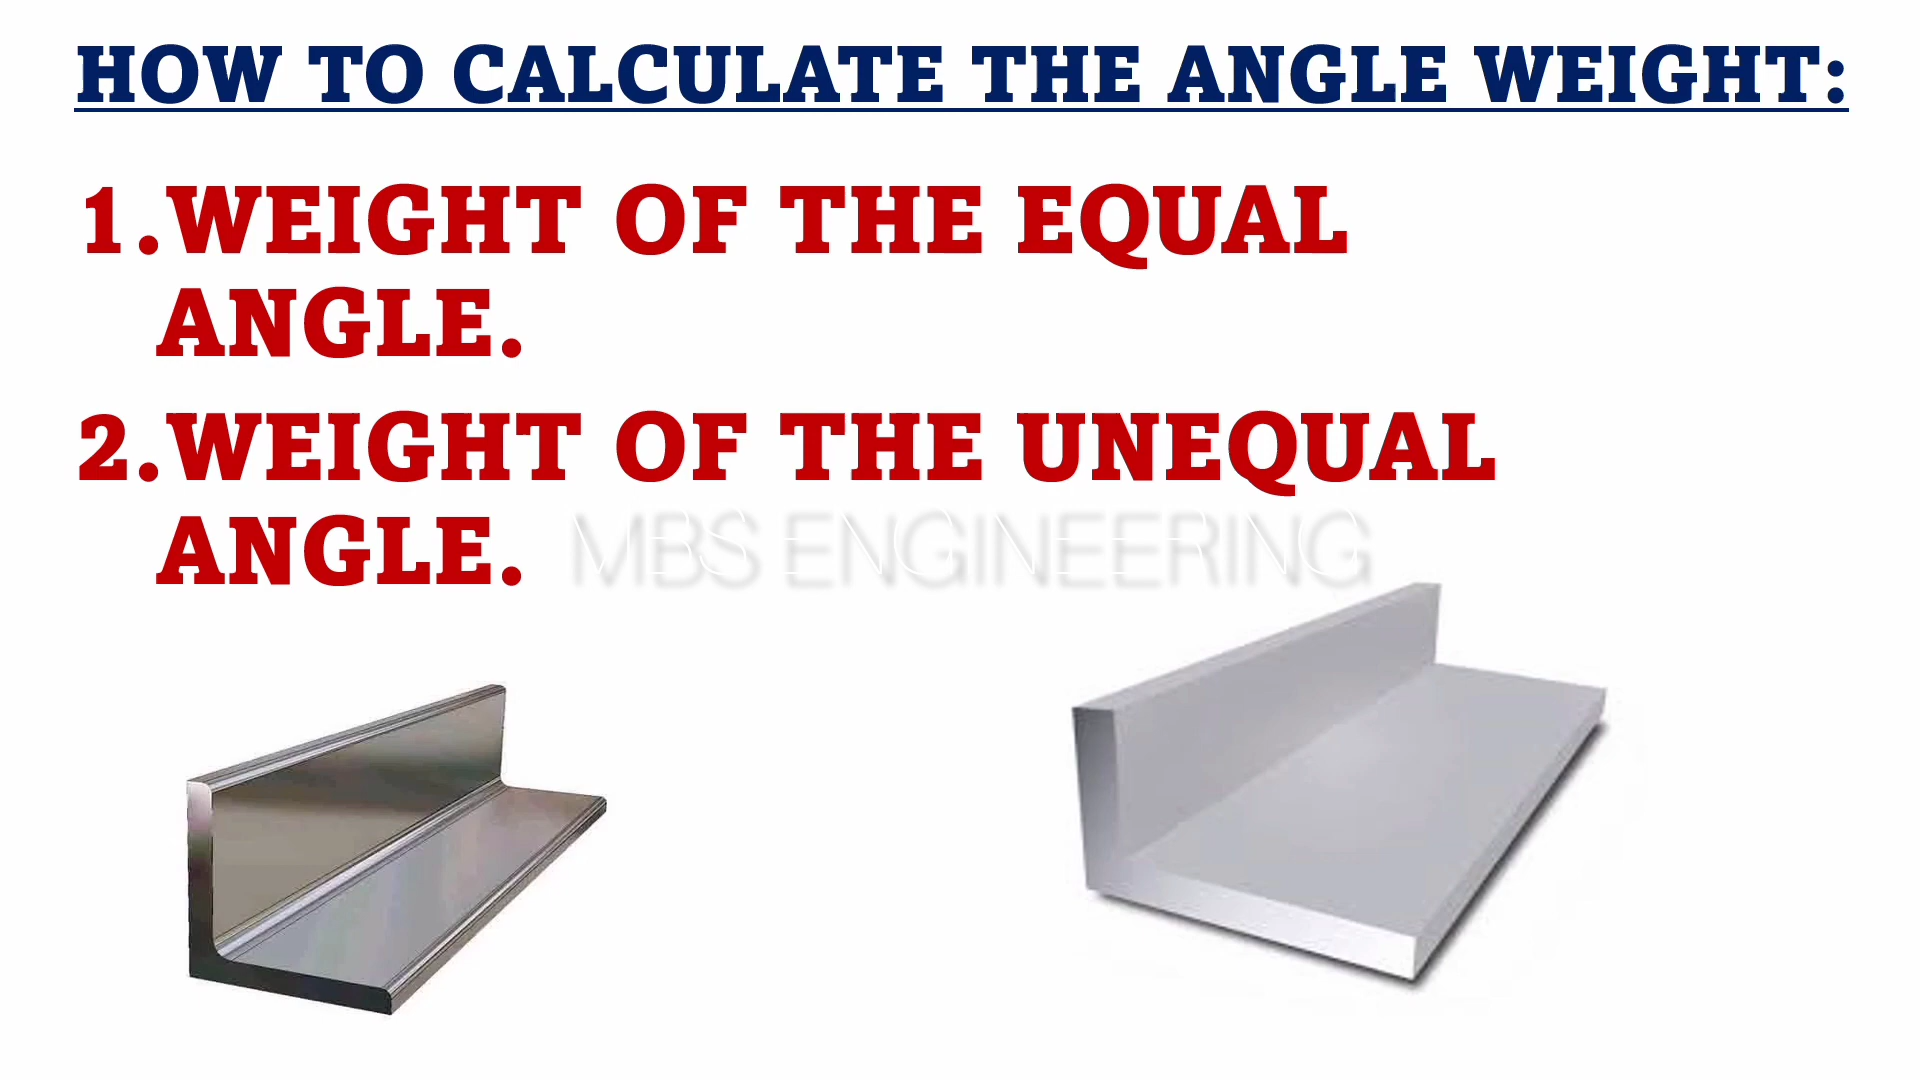 HOW TO CALCULATE THE ANGLE WEIGHT:
1.WEIGHT OF THE EQUAL
ANGLE.
2.WEIGHT OF THE UNEQUAL
ANGLE.
MBS ENGINEERING